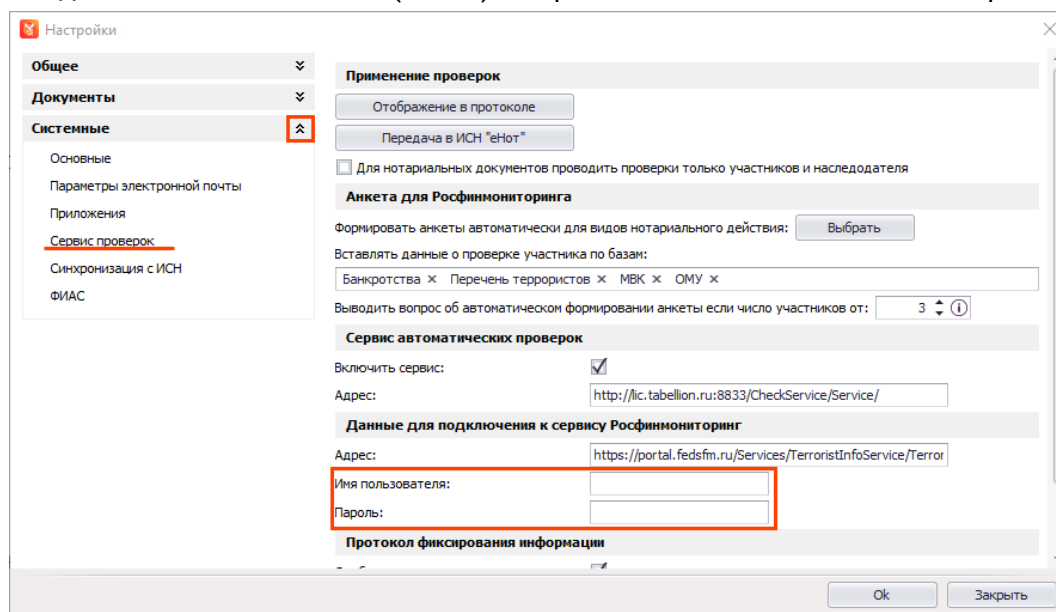 Настройки
Общее
Документы
Системные
Основные
Параметры электронной почты
Приложения
Сервис проверок
Синхронизация с ИСН
ФИАС
Применение проверок
Отображение в протоколе
Передача в ИСН "еНот"
Для нотариальных документов проводить проверки только участников и наследодателя
Анкета для Росфинмониторинга
Формировать анкеты автоматически для видов нотариального действия: Выбрать
Вставлять данные о проверке участника по базам:
Банкротства × Перечень террористов × МВК × ОМУ ×
Выводить вопрос об автоматическом формировании анкеты если число участников от: 3
Сервис автоматических проверок
Включить сервис:
Адрес: http://lic.tabellion.ru:8833/CheckService/Service/
Данные для подключения к сервису Росфинмониторинг
Адрес: https://portal.fedsfm.ru/Services/TerroristInfoService/Terror
Имя пользователя:
Пароль:
Протокол фиксирования информации
Ok Закрыть